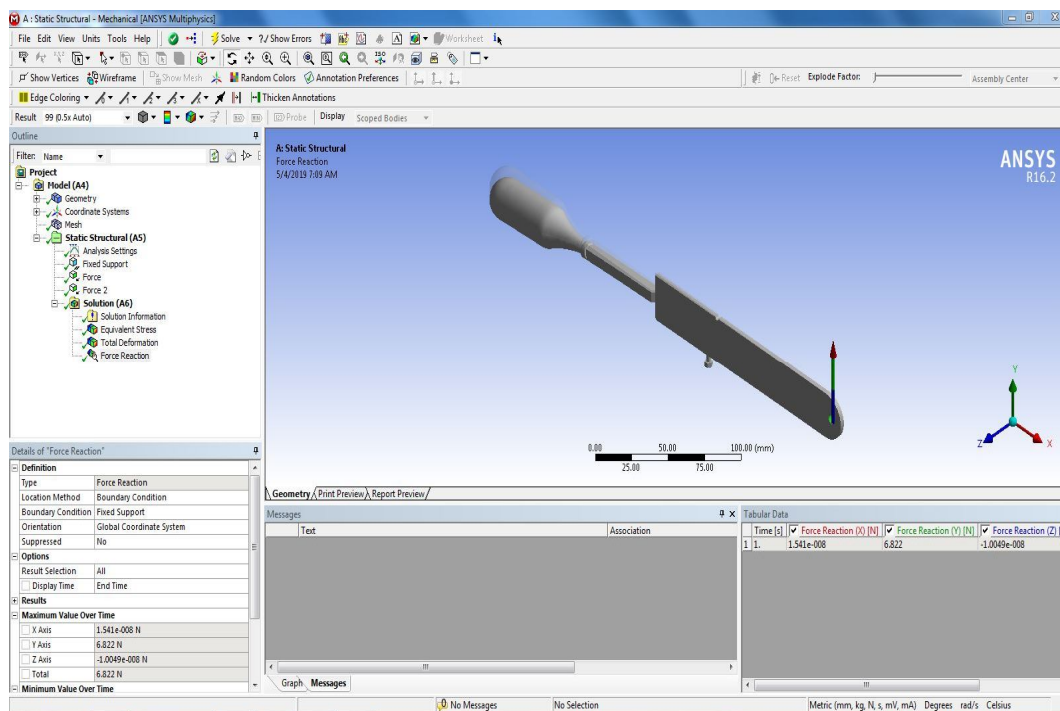 A : Static Structural - Mechanical [ANSYS Multiphysics]
File Edit View Units Tools Help Solve ?/ Show Errors Worksheet
Show Vertices Wireframe Show Mesh Random Colors Annotation Preferences Reset Explode Factor: Assembly Center
Edge Coloring Thicken Annotations
Result 99 (0.5x Auto) Probe Display Scoped Bodies
Outline
Filter: Name
Project
Model (A4)
Geometry
Coordinate Systems
Mesh
Static Structural (A5)
Analysis Settings
Fixed Support
Force
Force 2
Solution (A6)
Solution Information
Equivalent Stress
Total Deformation
Force Reaction
A: Static Structural
Force Reaction
5/4/2019 7:09 AM
ANSYS
R16.2
Y
Z X
0.00 50.00 100.00 (mm)
25.00 75.00
Geometry Print Preview Report Preview
Details of "Force Reaction"
Definition
Type Force Reaction
Location Method Boundary Condition
Boundary Condition Fixed Support
Orientation Global Coordinate System
Suppressed No
Options
Result Selection All
Display Time End Time
Results
Maximum Value Over Time
X Axis 1.541e-008 N
Y Axis 6.822 N
Z Axis -1.0049e-008 N
Total 6.822 N
Minimum Value Over Time
Messages
Text Association
Graph Messages
Tabular Data
Time [s] Force Reaction (X) [N] Force Reaction (Y) [N] Force Reaction (Z) [
1 1. 1.541e-008 6.822 -1.0049e-008
0 No Messages No Selection Metric (mm, kg, N, s, mV, mA) Degrees rad/s Celsius